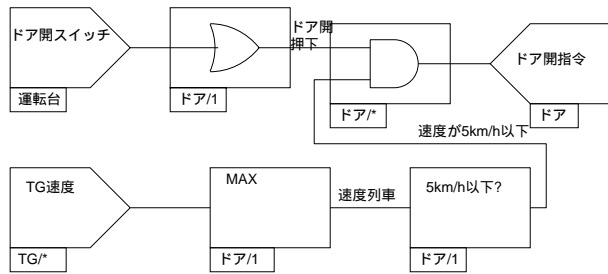 ドア開スイッチ
運転台
ドア/1
ドア開
押下
ドア/*
ドア開指令
ドア
速度が5km/h以下
TG速度
TG/*
MAX
ドア/1
速度列車
5km/h以下?
ドア/1